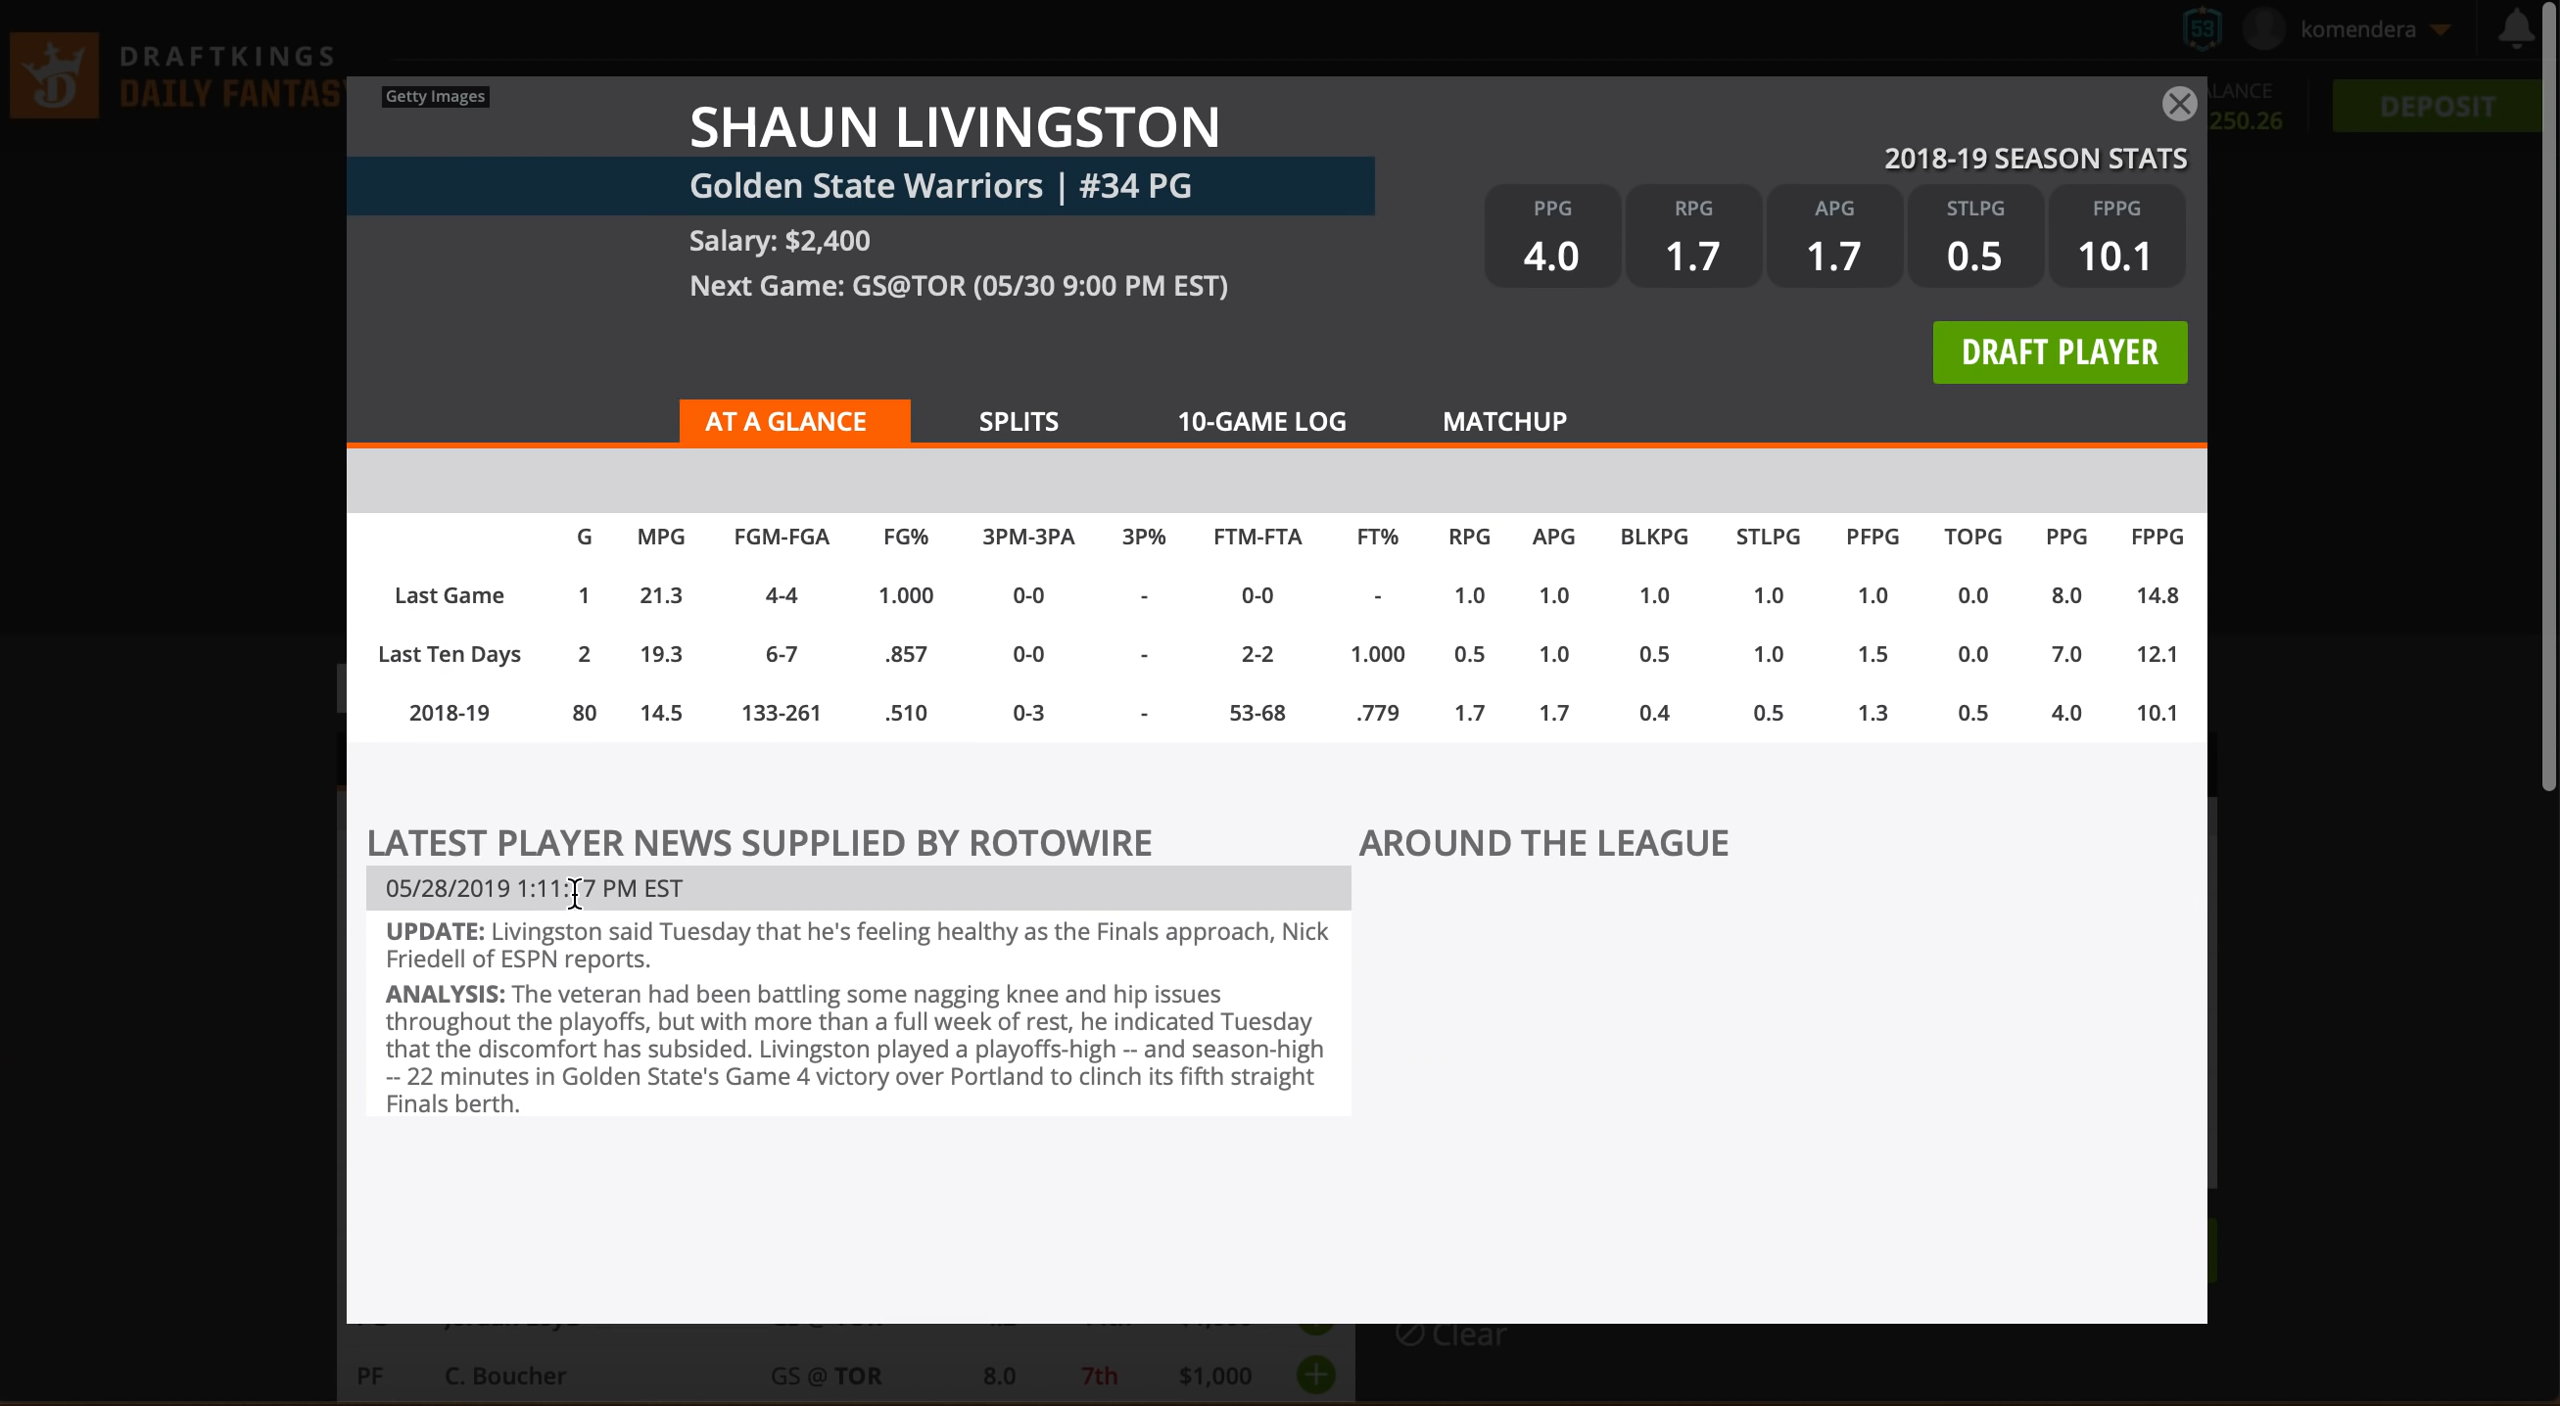 DRAFTKINGS
DAILY FANTAS
53
komendera
LANCE
250.26
DEPOSIT
Getty Images
SHAUN LIVINGSTON
Golden State Warriors | #34 PG
Salary: $2,400
Next Game: GS@TOR (05/30 9:00 PM EST)
2018-19 SEASON STATS
PPG RPG APG STLPG FPPG
4.0 1.7 1.7 0.5 10.1
DRAFT PLAYER
AT A GLANCE SPLITS 10-GAME LOG MATCHUP
G MPG FGM-FGA FG% 3PM-3PA 3P% FTM-FTA FT% RPG APG BLKPG STLPG PFPG TOPG PPG FPPG
Last Game 1 21.3 4-4 1.000 0-0 - 0-0 - 1.0 1.0 1.0 1.0 1.0 0.0 8.0 14.8
Last Ten Days 2 19.3 6-7 .857 0-0 - 2-2 1.000 0.5 1.0 0.5 1.0 1.5 0.0 7.0 12.1
2018-19 80 14.5 133-261 .510 0-3 - 53-68 .779 1.7 1.7 0.4 0.5 1.3 0.5 4.0 10.1
LATEST PLAYER NEWS SUPPLIED BY ROTOWIRE
05/28/2019 PM EST
UPDATE: Livingston said Tuesday that he's feeling healthy as the Finals approach, Nick
Friedell of ESPN reports.
ANALYSIS: The veteran had been battling some nagging knee and hip issues
throughout the playoffs, but with more than a full week of rest, he indicated Tuesday
that the discomfort has subsided. Livingston played a playoffs-high -- and season-high
-- 22 minutes in Golden State's Game 4 victory over Portland to clinch its fifth straight
Finals berth.
AROUND THE LEAGUE
Clear
PF C. Boucher GS @ TOR 8.0 7th $1,000